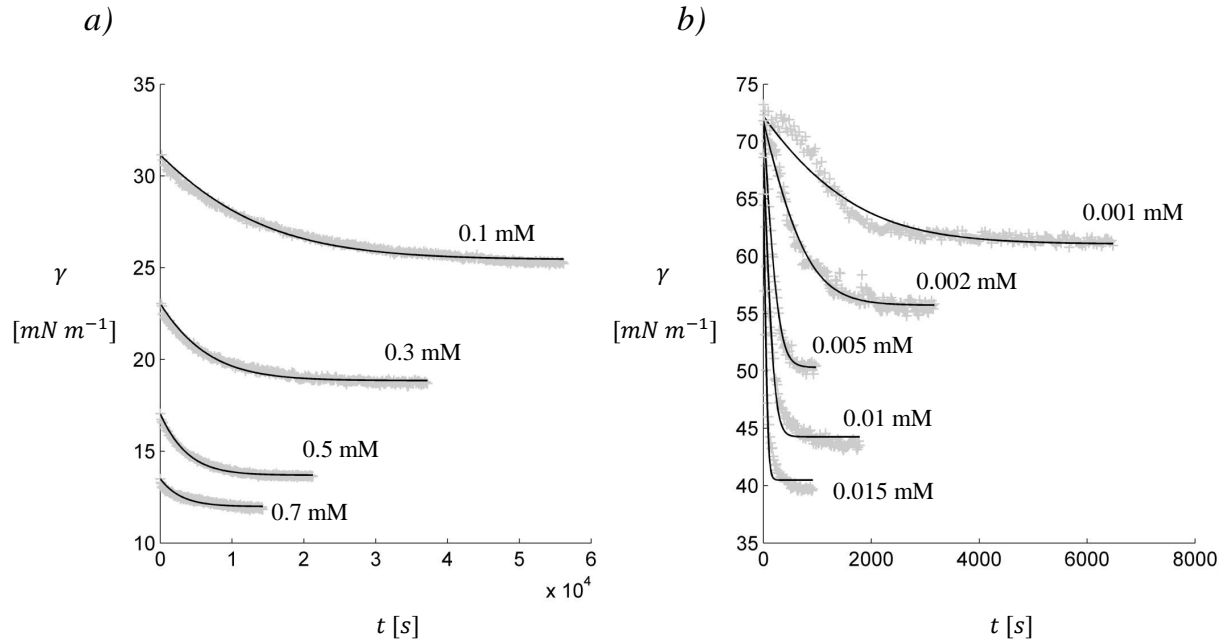 a)
35
30
25
20
15
10
γ
[mN m⁻¹]
0.1 mM
0.3 mM
0.5 mM
0.7 mM
0 1 2 3 4 5 6
x 10⁴
t [s]
b)
75
70
65
60
55
50
45
40
35
γ
[mN m⁻¹]
0.001 mM
0.002 mM
0.005 mM
0.01 mM
0.015 mM
0 2000 4000 6000 8000
t [s]